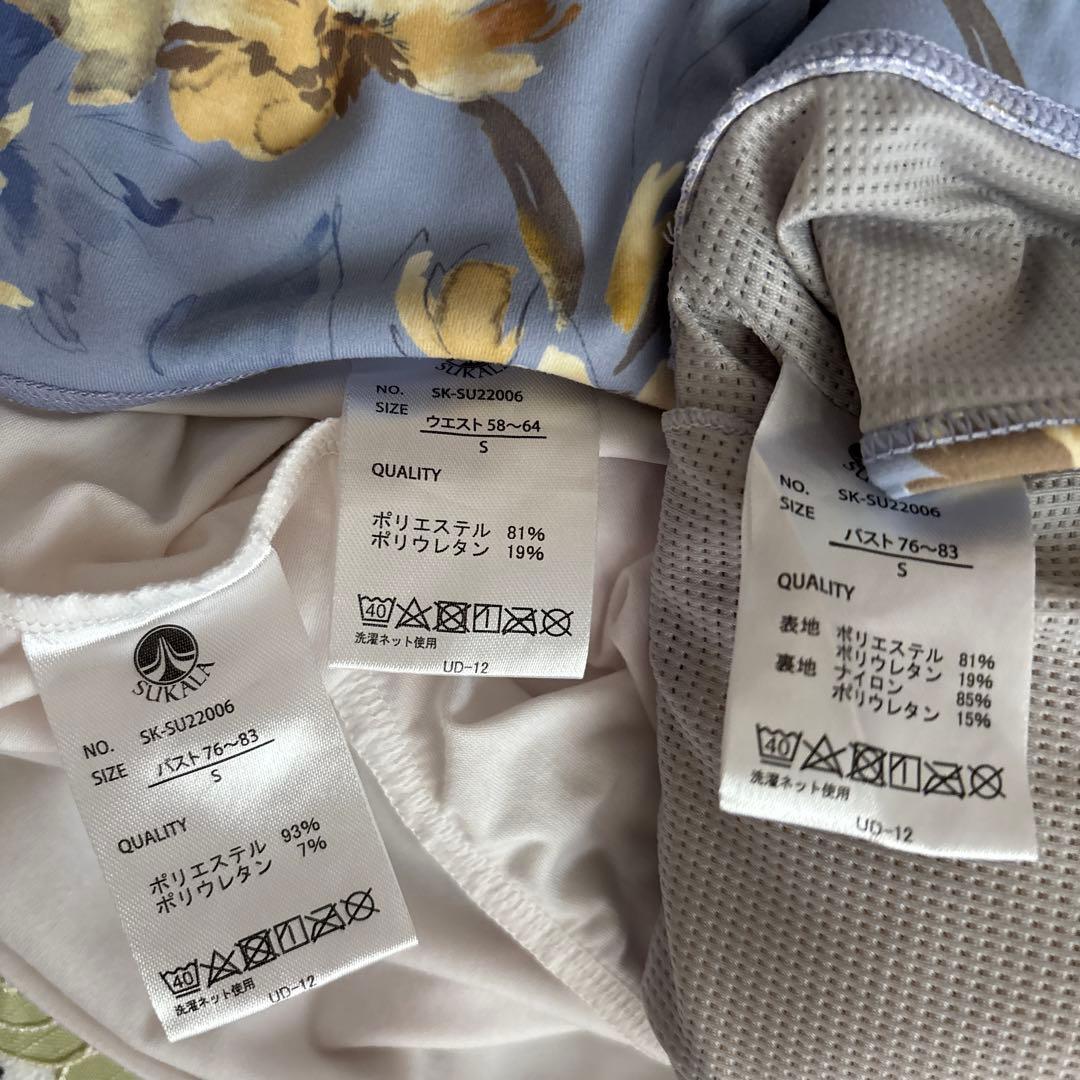 SUKALA
NO. SK-SU22006
SIZE ウエスト 58～64
S
QUALITY
ポリエステル 81%
ポリウレタン 19%
40
洗濯ネット使用
UD-12
NO. SK-SU22006
SIZE バスト 76～83
S
QUALITY
表地 ポリエステル 81%
ポリウレタン 19%
裏地 ナイロン 85%
ポリウレタン 15%
40
洗濯ネット使用
UD-12
SUKALA
NO. SK-SU22006
SIZE バスト 76～83
S
QUALITY
ポリエステル 93%
ポリウレタン 7%
40
洗濯ネット使用
UD-12